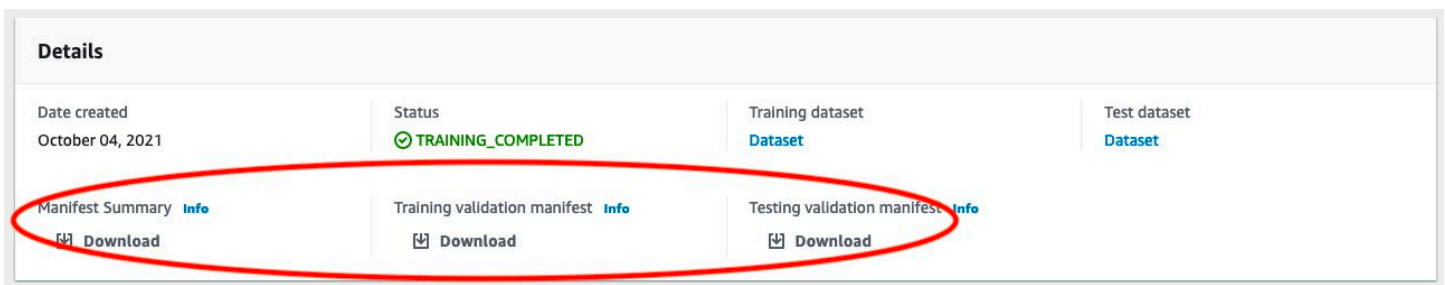 Details
Date created
Status
Training dataset
Test dataset
October 04, 2021
TRAINING_COMPLETED
Dataset
Dataset
Manifest Summary Info
Training validation manifest Info
Testing validation manifest Info
Download
Download
Download